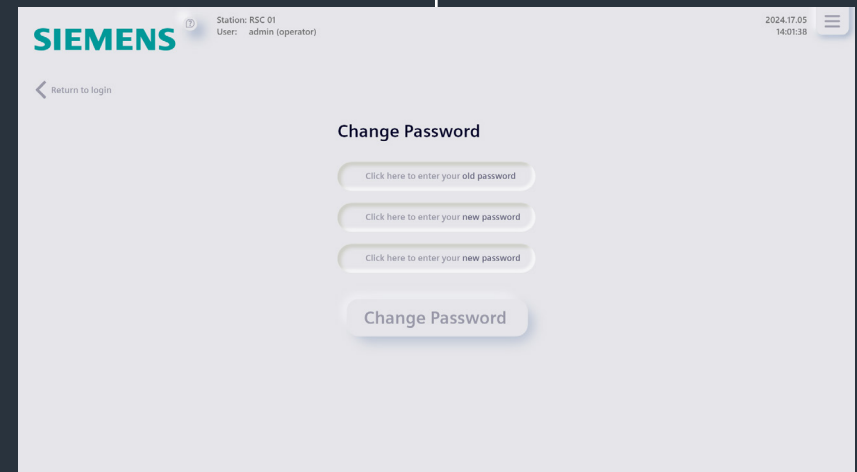 SIEMENS
?
Station: RSC 01
User: admin (operator)
2024.17.05
14:01:38
Return to login
Change Password
Click here to enter your old password
Click here to enter your new password
Click here to enter your new password
Change Password